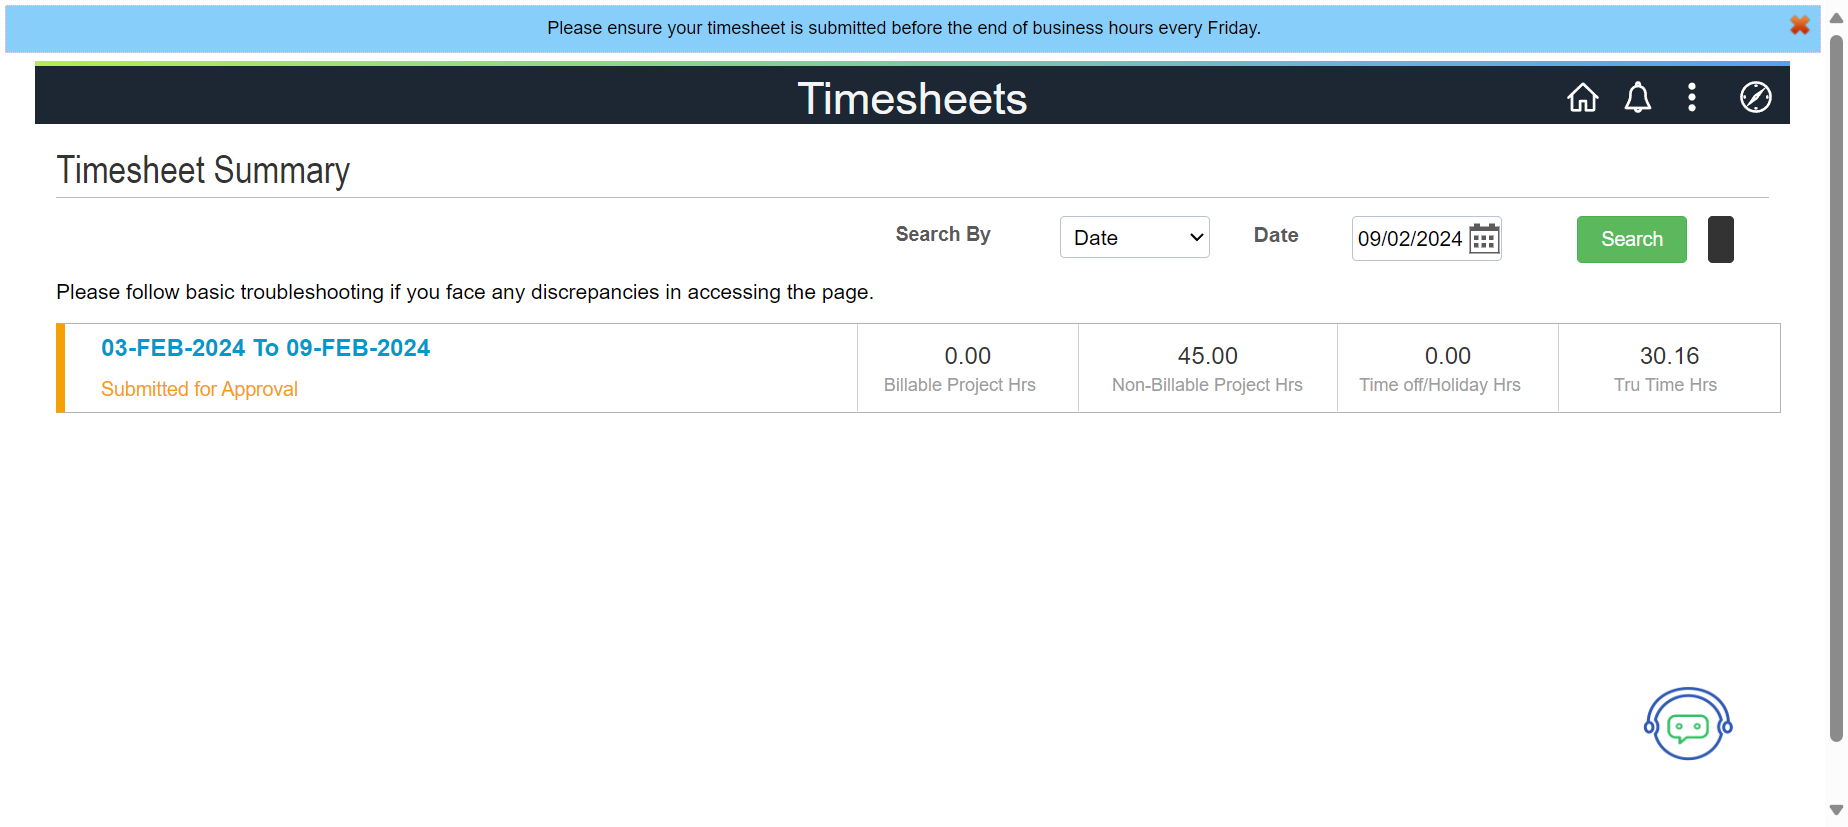 Please ensure your timesheet is submitted before the end of business hours every Friday.
Timesheets
Timesheet Summary
Search By
Date
Date
09/02/2024
Search
Please follow basic troubleshooting if you face any discrepancies in accessing the page.
03-FEB-2024 To 09-FEB-2024
Submitted for Approval
0.00
Billable Project Hrs
45.00
Non-Billable Project Hrs
0.00
Time off/Holiday Hrs
30.16
Tru Time Hrs